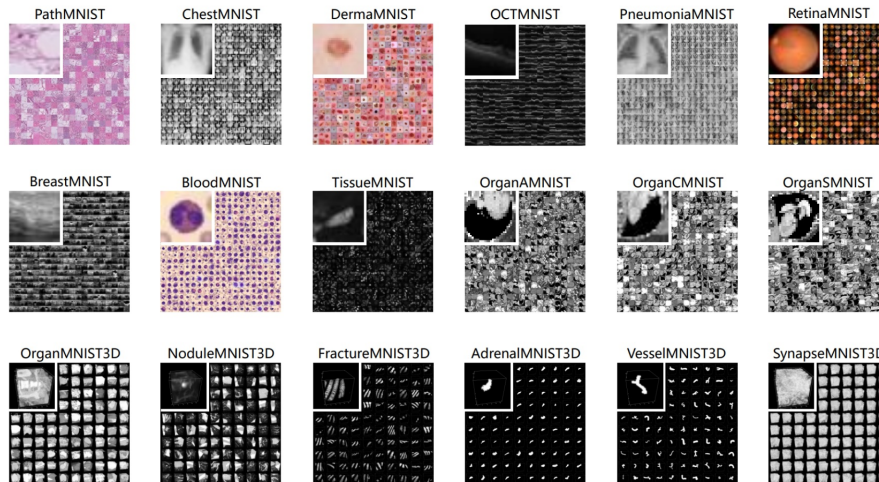 PathMNIST
ChestMNIST
DermaMNIST
OCTMNIST
PneumoniaMNIST
RetinaMNIST
BreastMNIST
BloodMNIST
TissueMNIST
OrganAMNIST
OrganCMNIST
OrganSMNIST
OrganMNIST3D
NoduleMNIST3D
FractureMNIST3D
AdrenalMNIST3D
VesselMNIST3D
SynapseMNIST3D